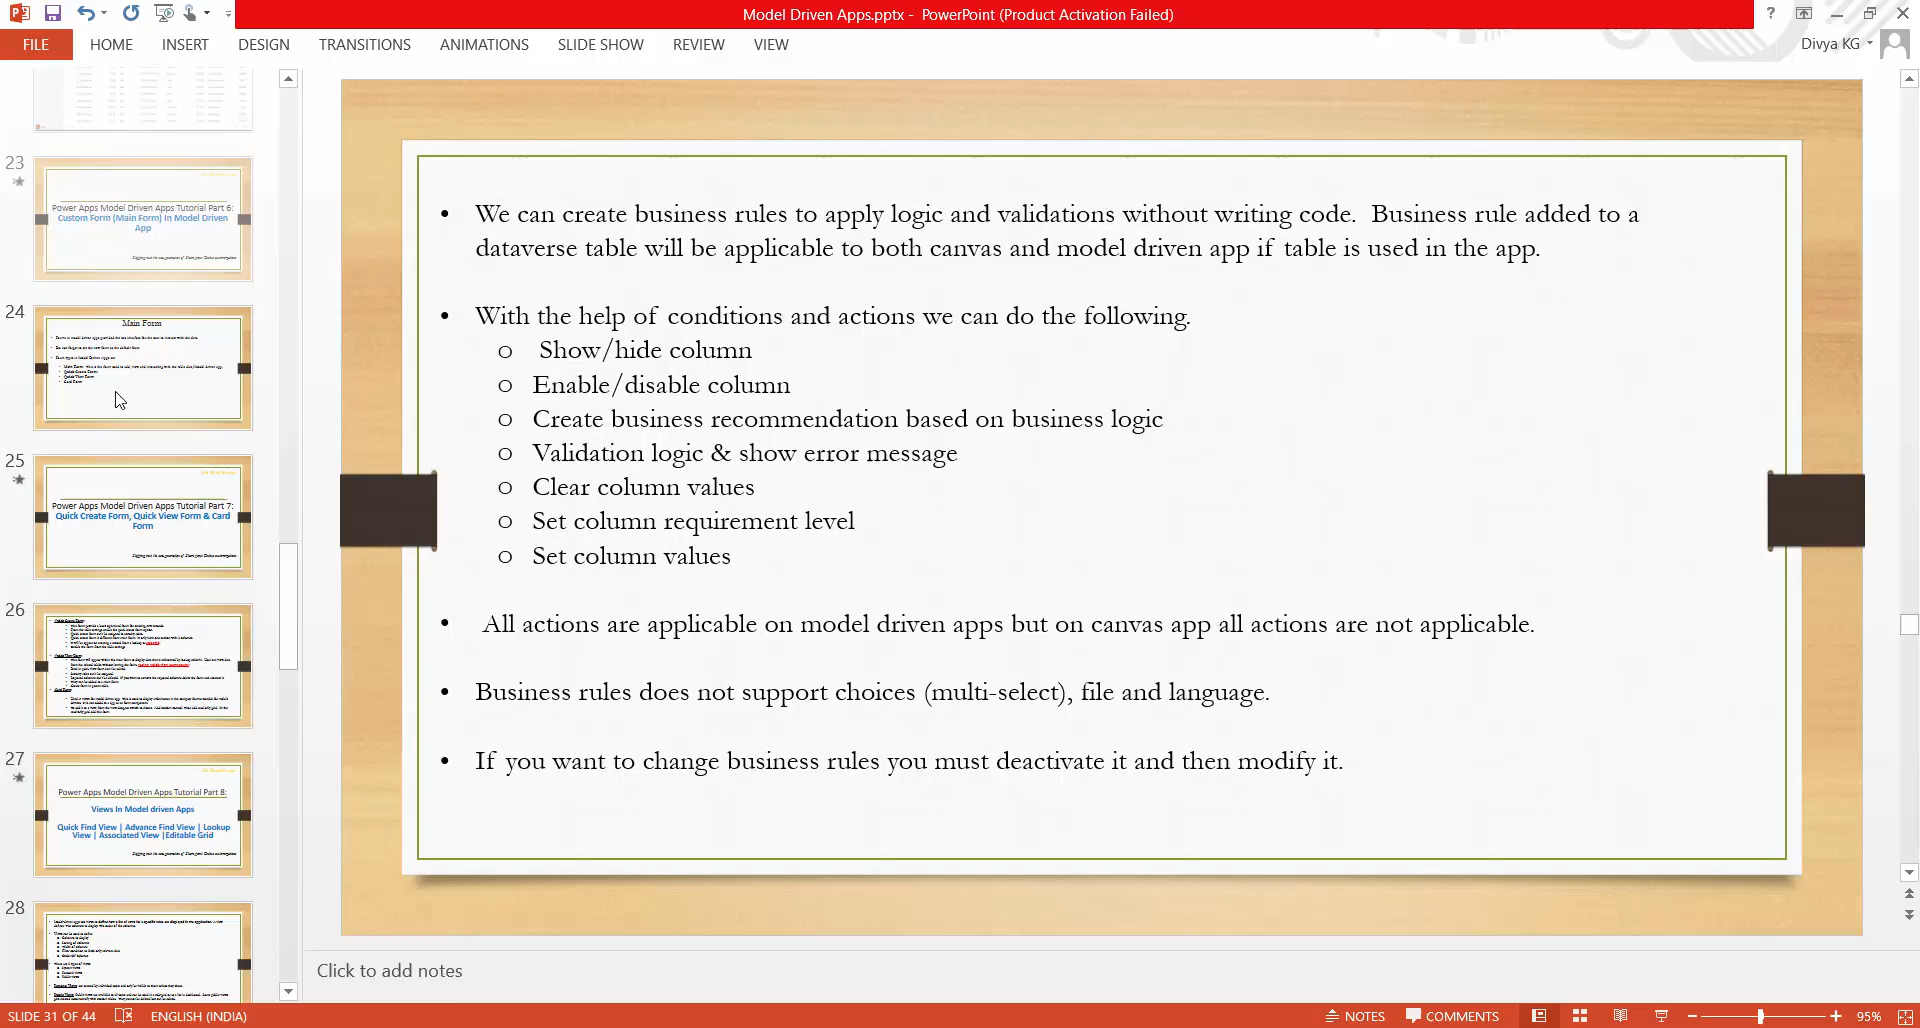 Model Driven Apps.pptx - PowerPoint (Product Activation Failed)
?
FILE HOME INSERT DESIGN TRANSITIONS ANIMATIONS SLIDE SHOW REVIEW VIEW
Divya KG
23
Power Apps Model Driven Apps Tutorial Part 6:
Custom Form (Main Form) In Model Driven
App
24
Main Form
25
Power Apps Model Driven Apps Tutorial Part 7:
Quick Create Form, Quick View Form & Card
Form
26
27
Power Apps Model Driven Apps Tutorial Part 8:
Views In Model driven Apps
Quick Find View | Advance Find View | Lookup
View | Associated View |Editable Grid
28
• We can create business rules to apply logic and validations without writing code. Business rule added to a
dataverse table will be applicable to both canvas and model driven app if table is used in the app.
• With the help of conditions and actions we can do the following.
o Show/hide column
o Enable/disable column
o Create business recommendation based on business logic
o Validation logic & show error message
o Clear column values
o Set column requirement level
o Set column values
• All actions are applicable on model driven apps but on canvas app all actions are not applicable.
• Business rules does not support choices (multi-select), file and language.
• If you want to change business rules you must deactivate it and then modify it.
Click to add notes
SLIDE 31 OF 44 ENGLISH (INDIA) NOTES COMMENTS 95%